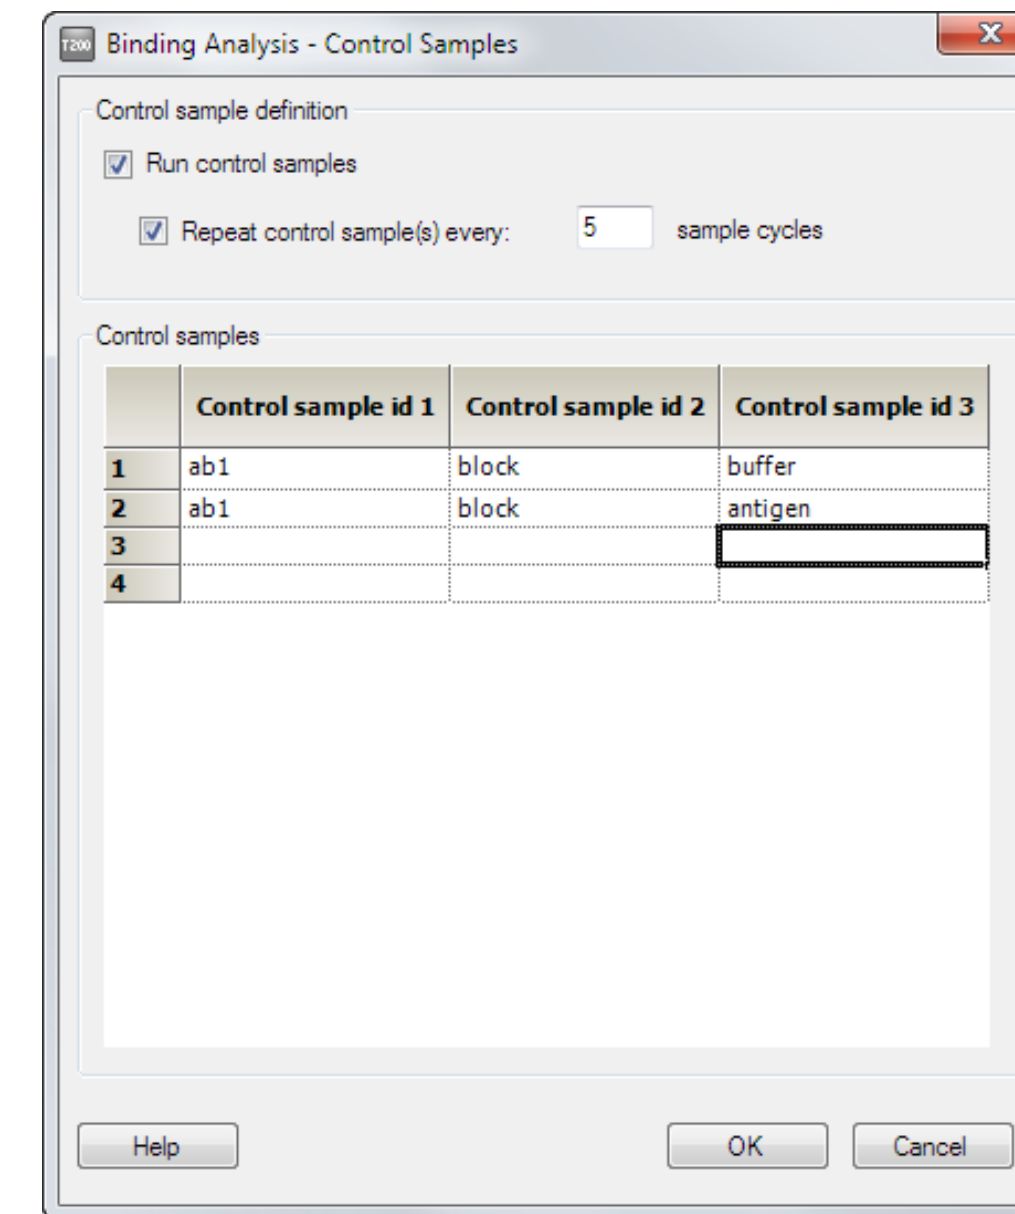 T200 Binding Analysis - Control Samples
Control sample definition
Run control samples
Repeat control sample(s) every: 5 sample cycles
Control samples
Control sample id 1 Control sample id 2 Control sample id 3
1 ab1 block buffer
2 ab1 block antigen
3
4
Help OK Cancel